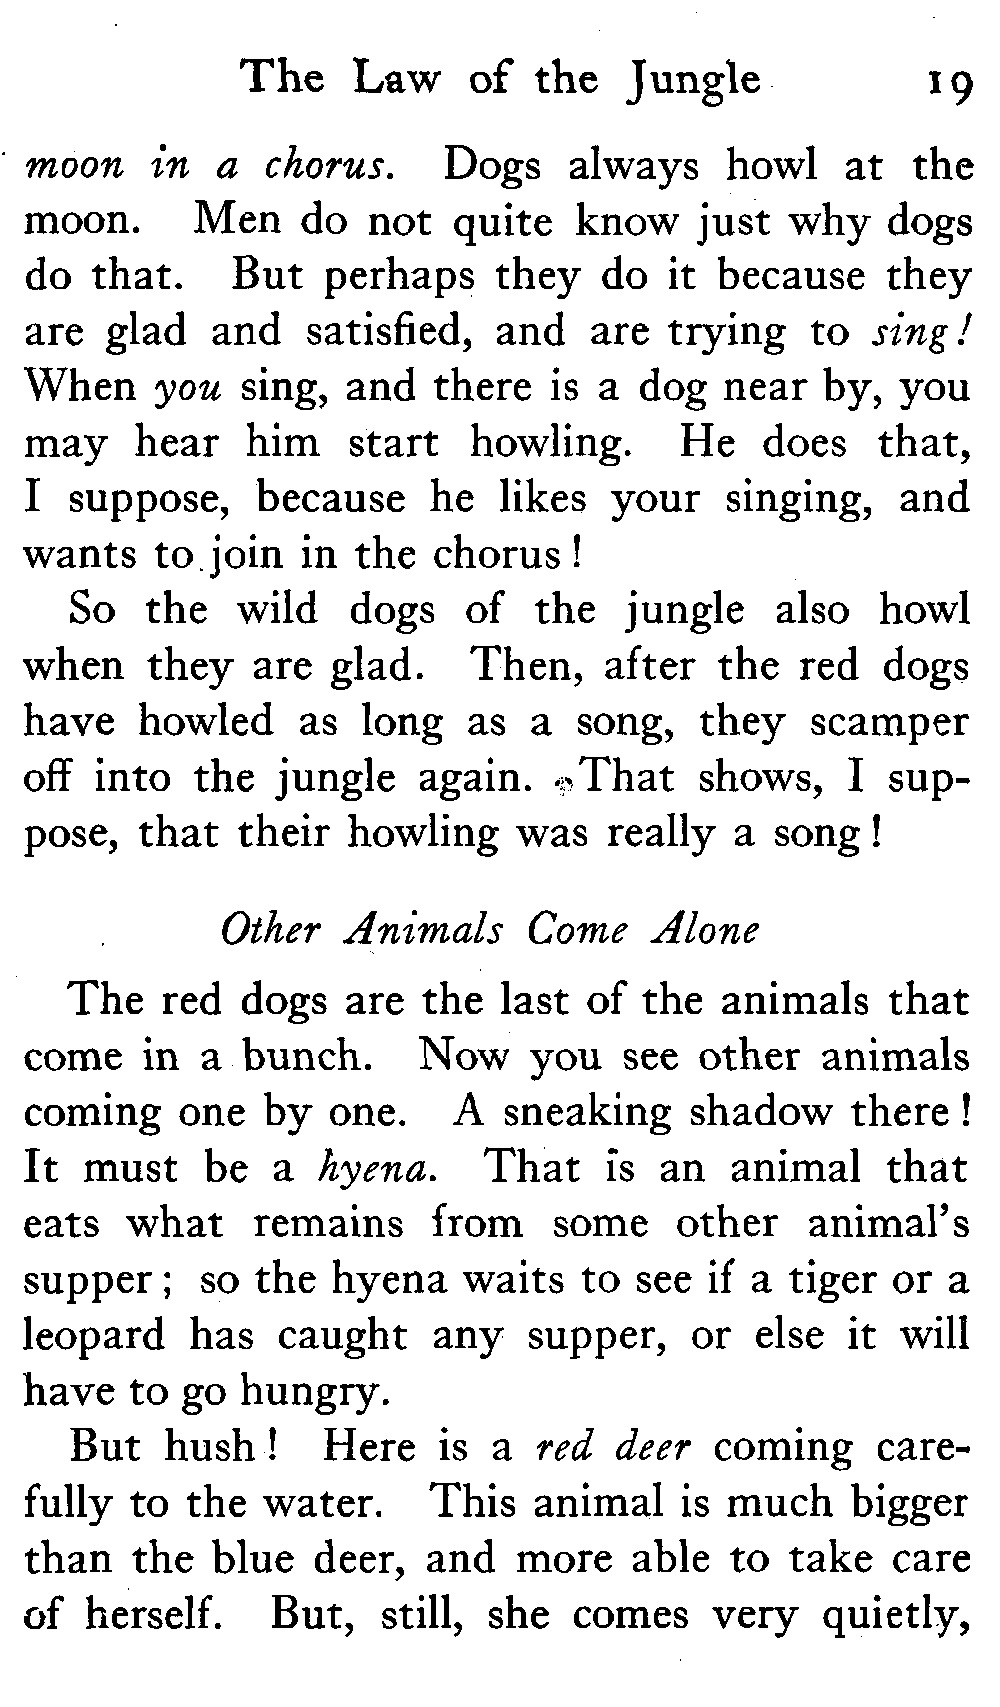 The Law of the Jungle 19
moon in a chorus. Dogs always howl at the
moon. Men do not quite know just why dogs
do that. But perhaps they do it because they
are glad and satisfied, and are trying to sing!
When you sing, and there is a dog near by, you
may hear him start howling. He does that,
I suppose, because he likes your singing, and
wants to join in the chorus!
So the wild dogs of the jungle also howl
when they are glad. Then, after the red dogs
have howled as long as a song, they scamper
off into the jungle again. That shows, I sup-
pose, that their howling was really a song!
Other Animals Come Alone
The red dogs are the last of the animals that
come in a bunch. Now you see other animals
coming one by one. A sneaking shadow there!
It must be a hyena. That is an animal that
eats what remains from some other animal's
supper; so the hyena waits to see if a tiger or a
leopard has caught any supper, or else it will
have to go hungry.
But hush! Here is a red deer coming care-
fully to the water. This animal is much bigger
than the blue deer, and more able to take care
of herself. But, still, she comes very quietly,